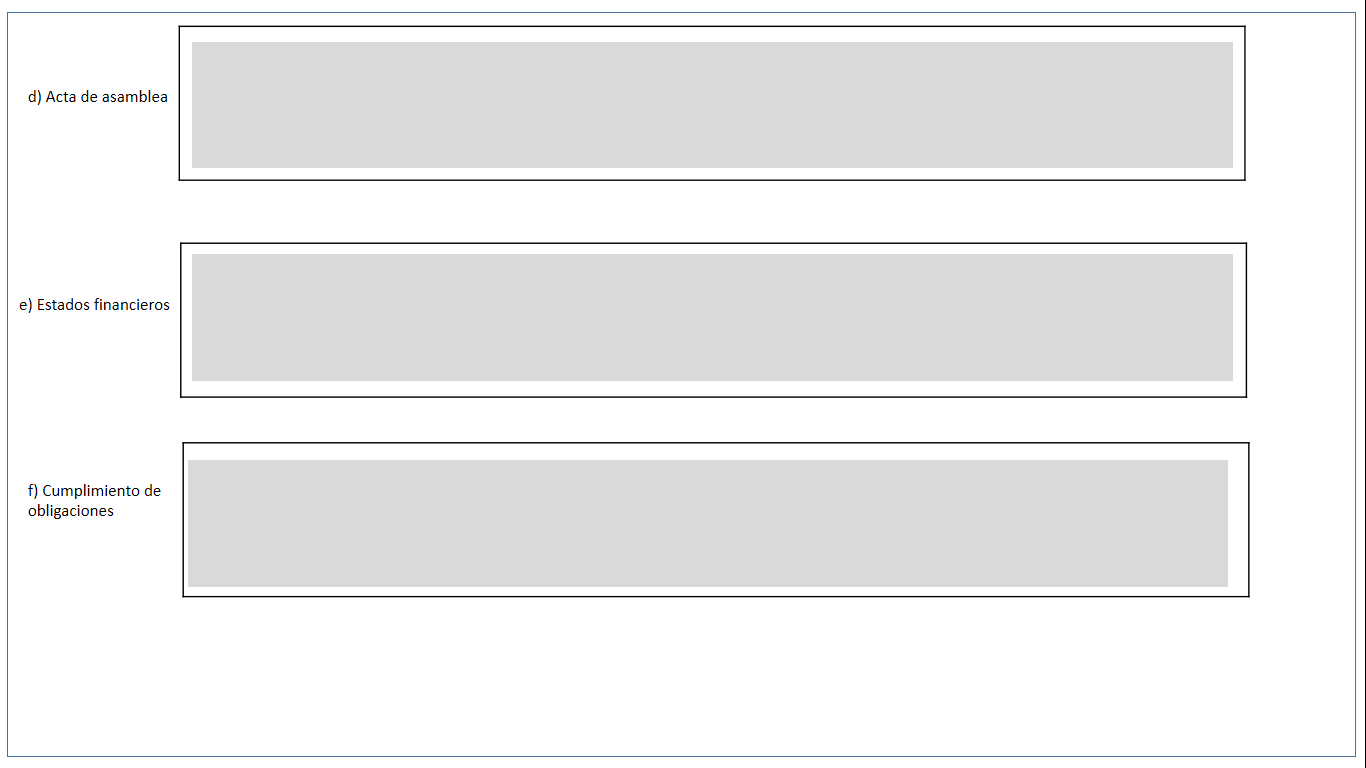 d) Acta de asamblea
e) Estados financieros
f) Cumplimiento de
obligaciones